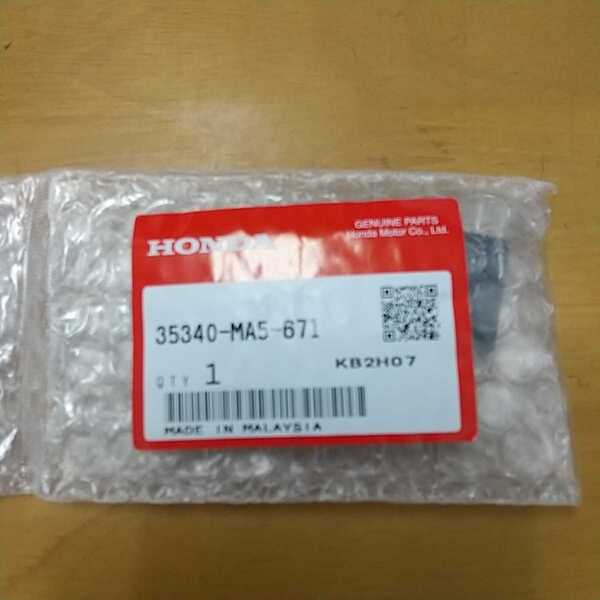 HONDA
GENUINE PARTS
Honda Motor Co., Ltd.
35340-MA5-671
KB2H07
QTY 1
MADE IN MALAYSIA